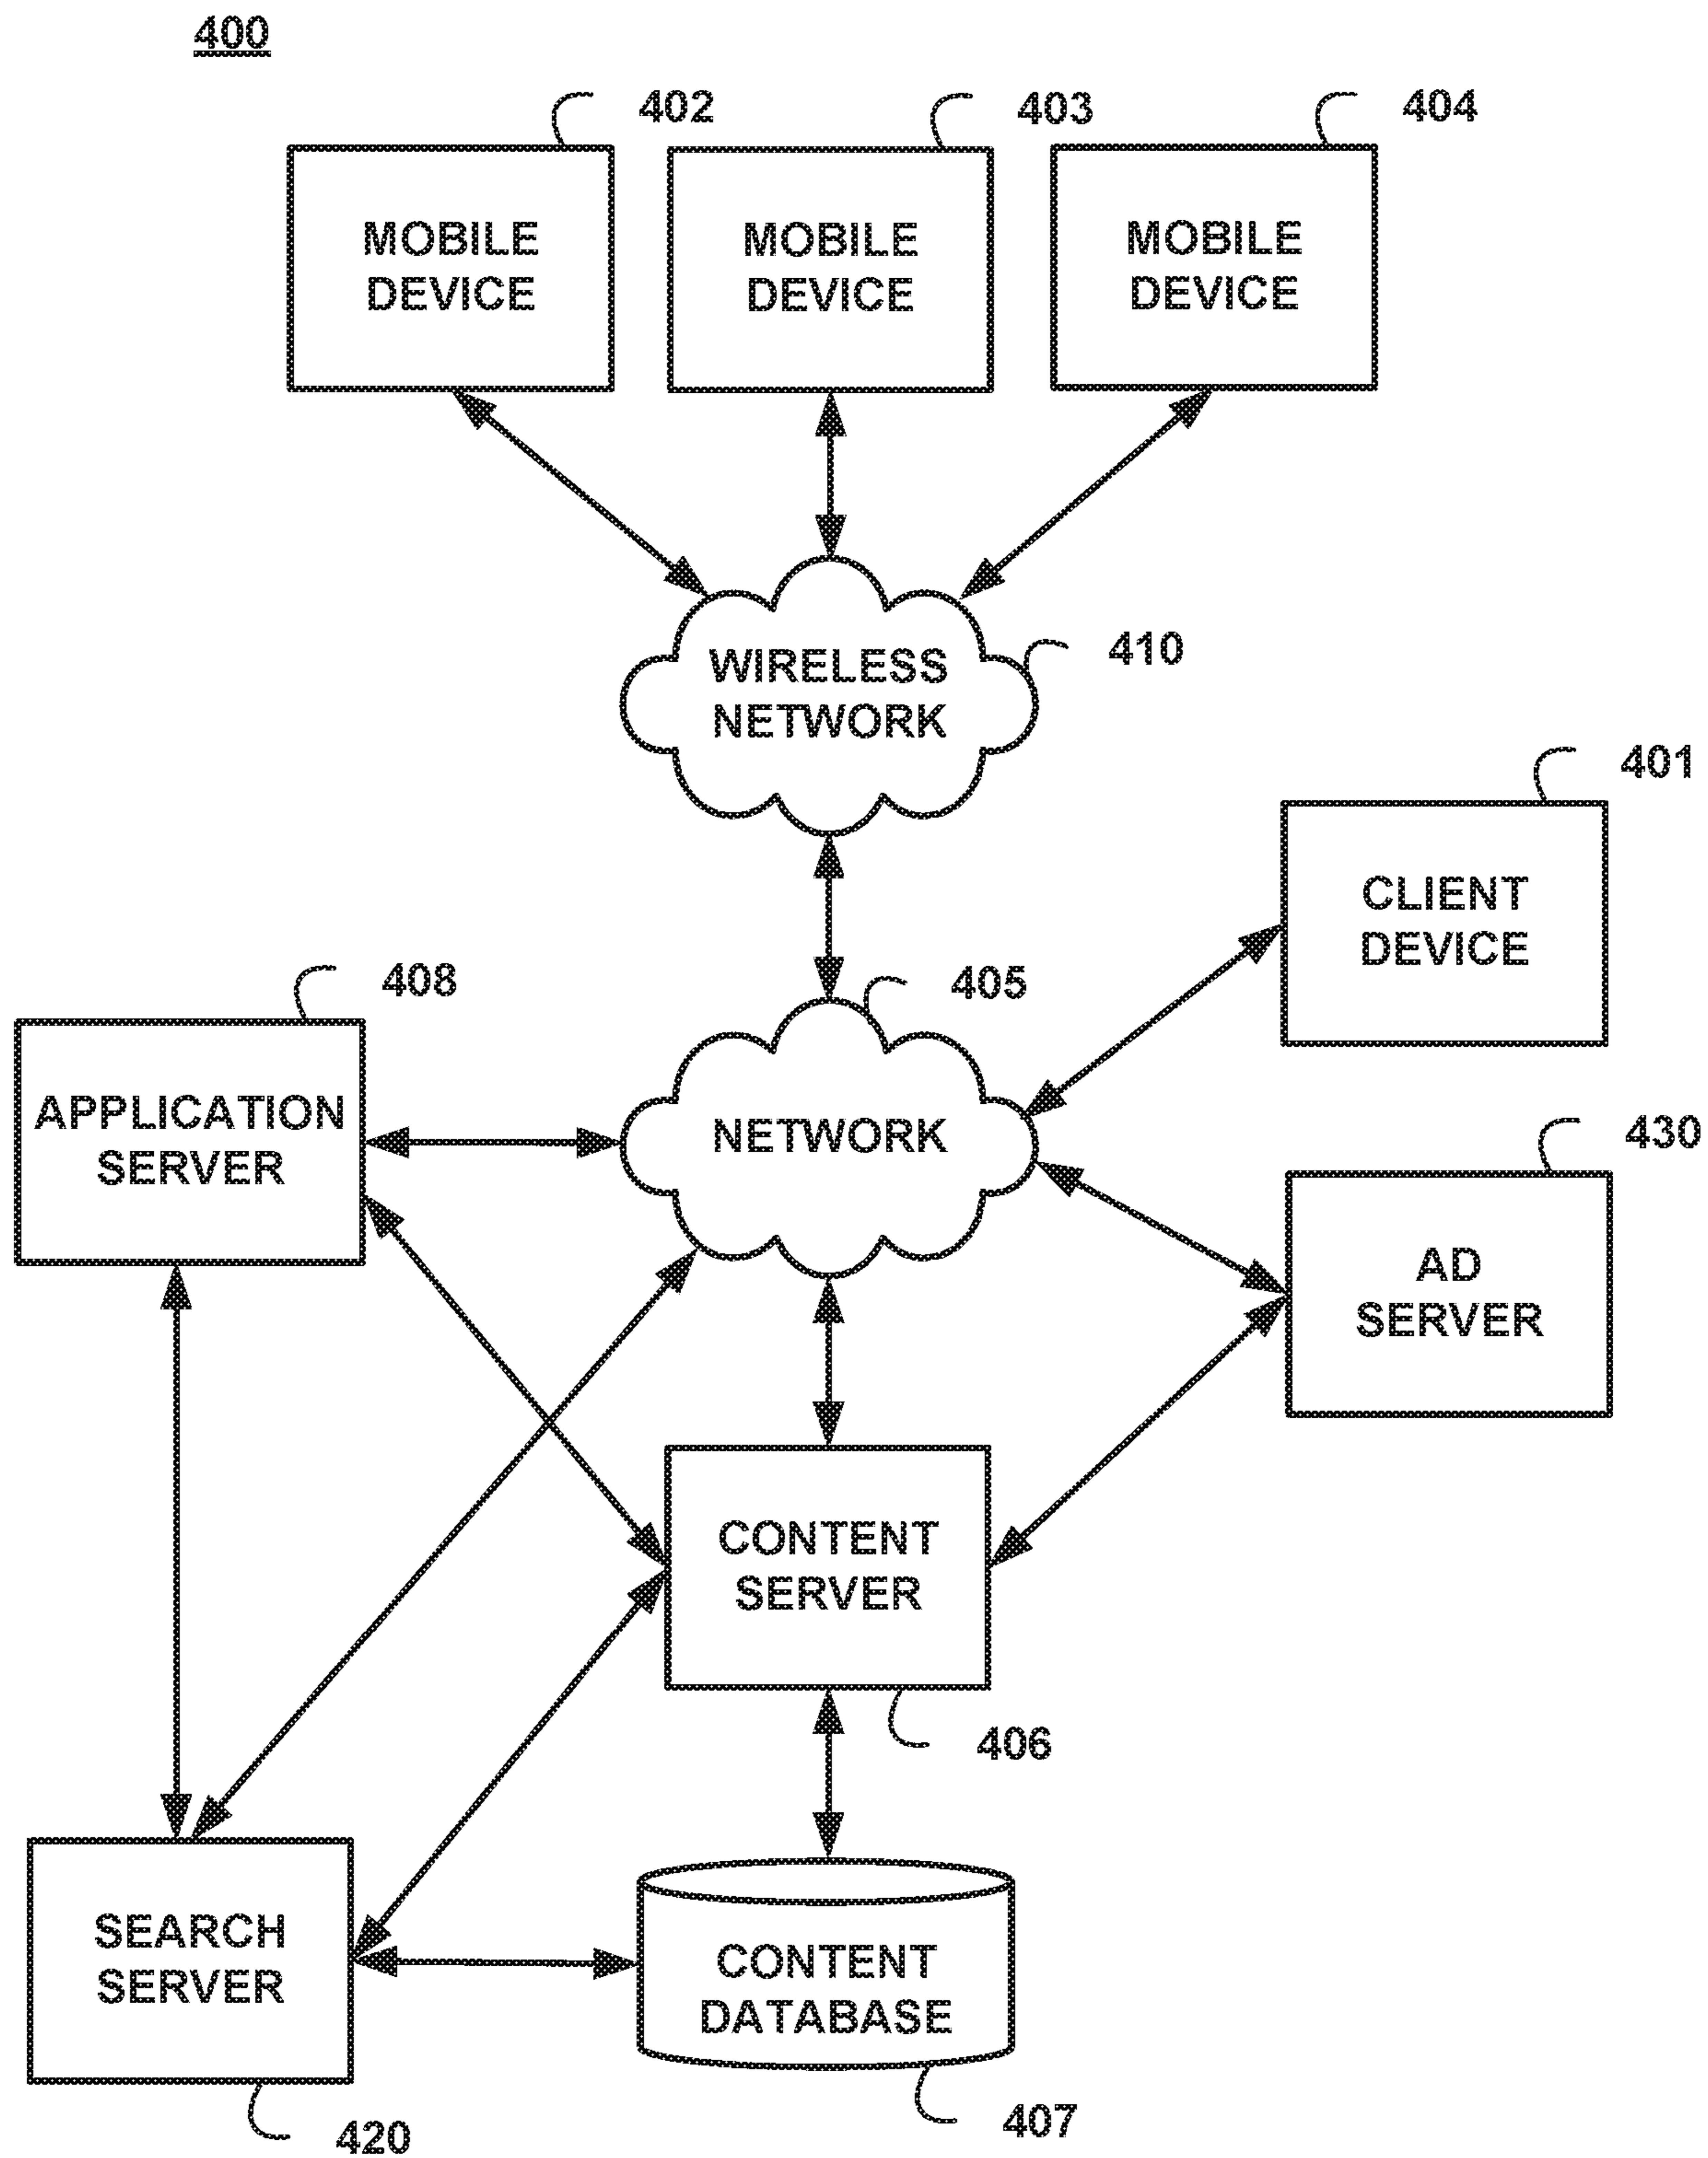 400
402
403
404
MOBILE
DEVICE
MOBILE
DEVICE
MOBILE
DEVICE
WIRELESS
NETWORK
410
401
CLIENT
DEVICE
408
405
APPLICATION
SERVER
NETWORK
430
AD
SERVER
CONTENT
SERVER
406
SEARCH
SERVER
CONTENT
DATABASE
407
420